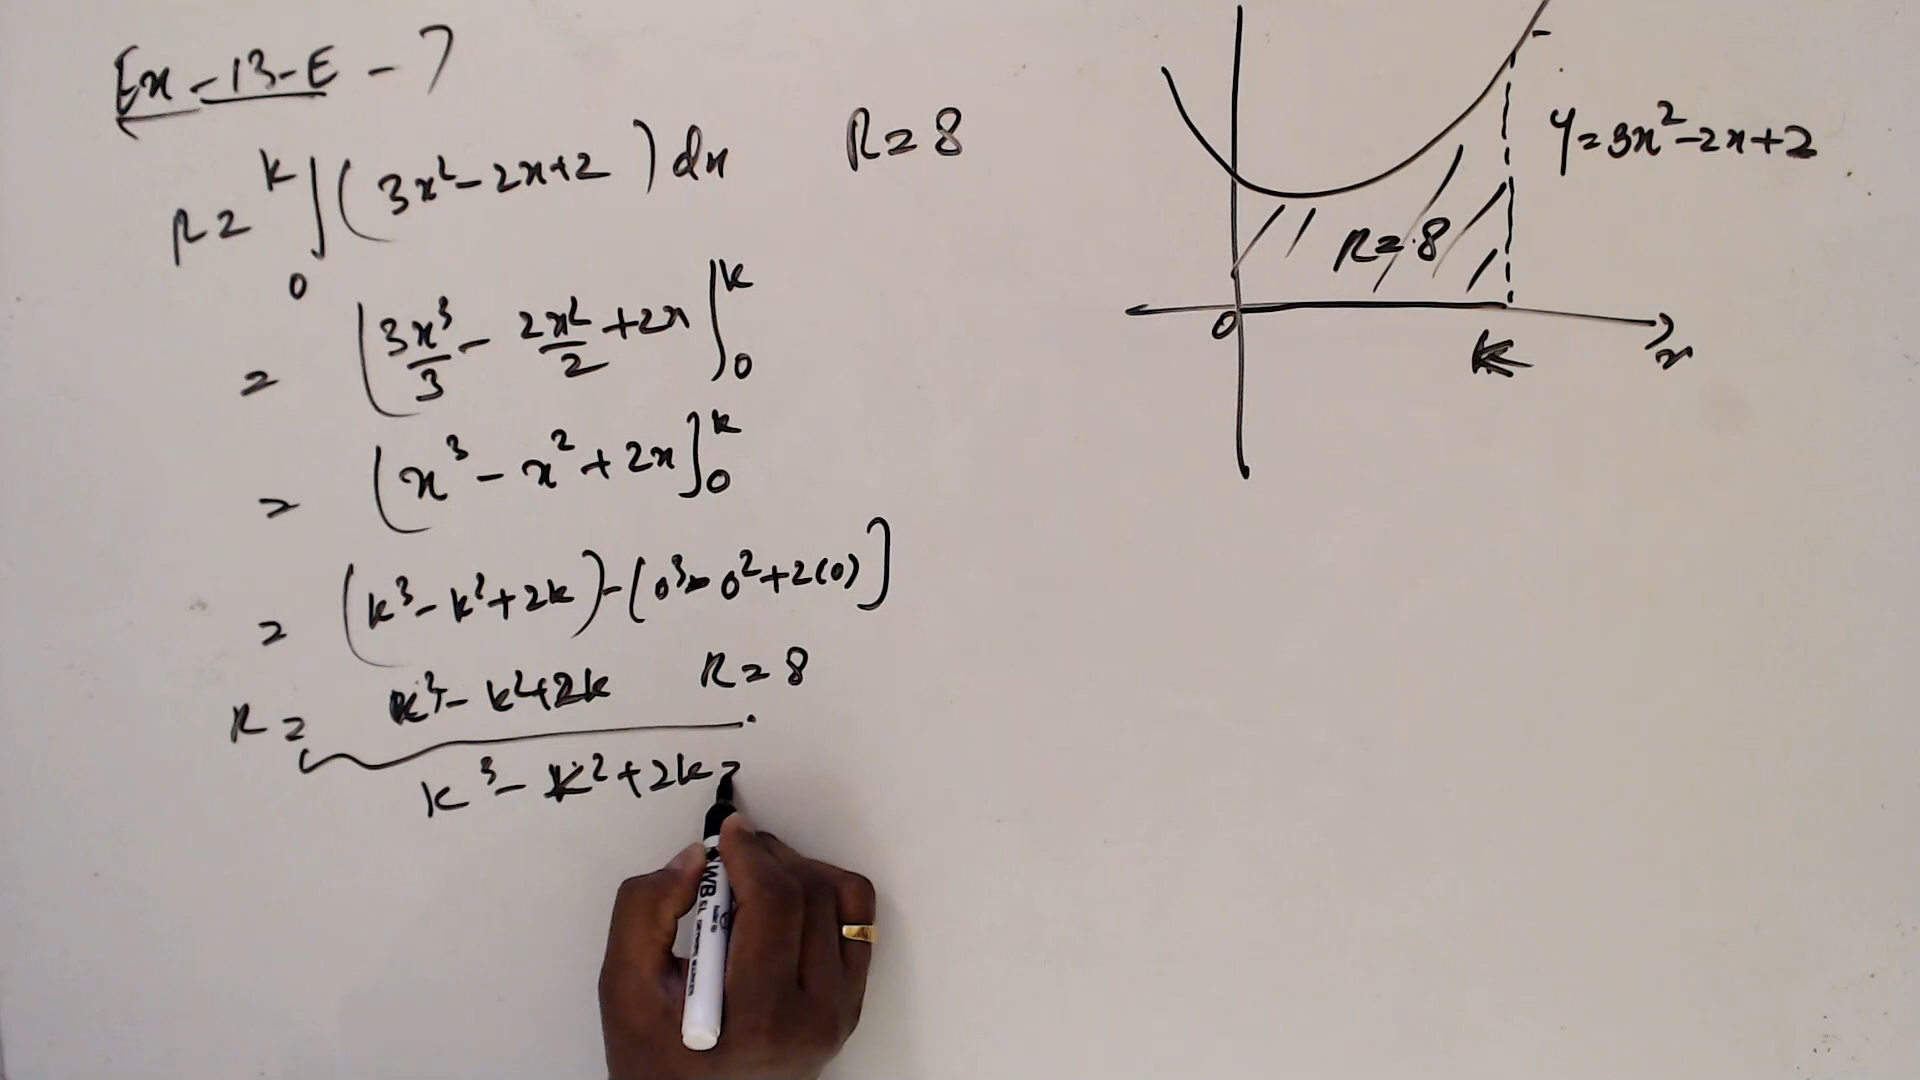 Ex-13-E-7
R = ∫₀ᵏ (3x²-2x+2) dx R=8
= [3x³/3 - 2x²/2 + 2x]₀ᵏ
= [x³ - x² + 2x]₀ᵏ
= (k³-k²+2k)-[0³-0²+2(0)]
R = k³-k²+2k R=8
k³-k²+2k=
y=3x²-2x+2
R=8
0 k x
WB